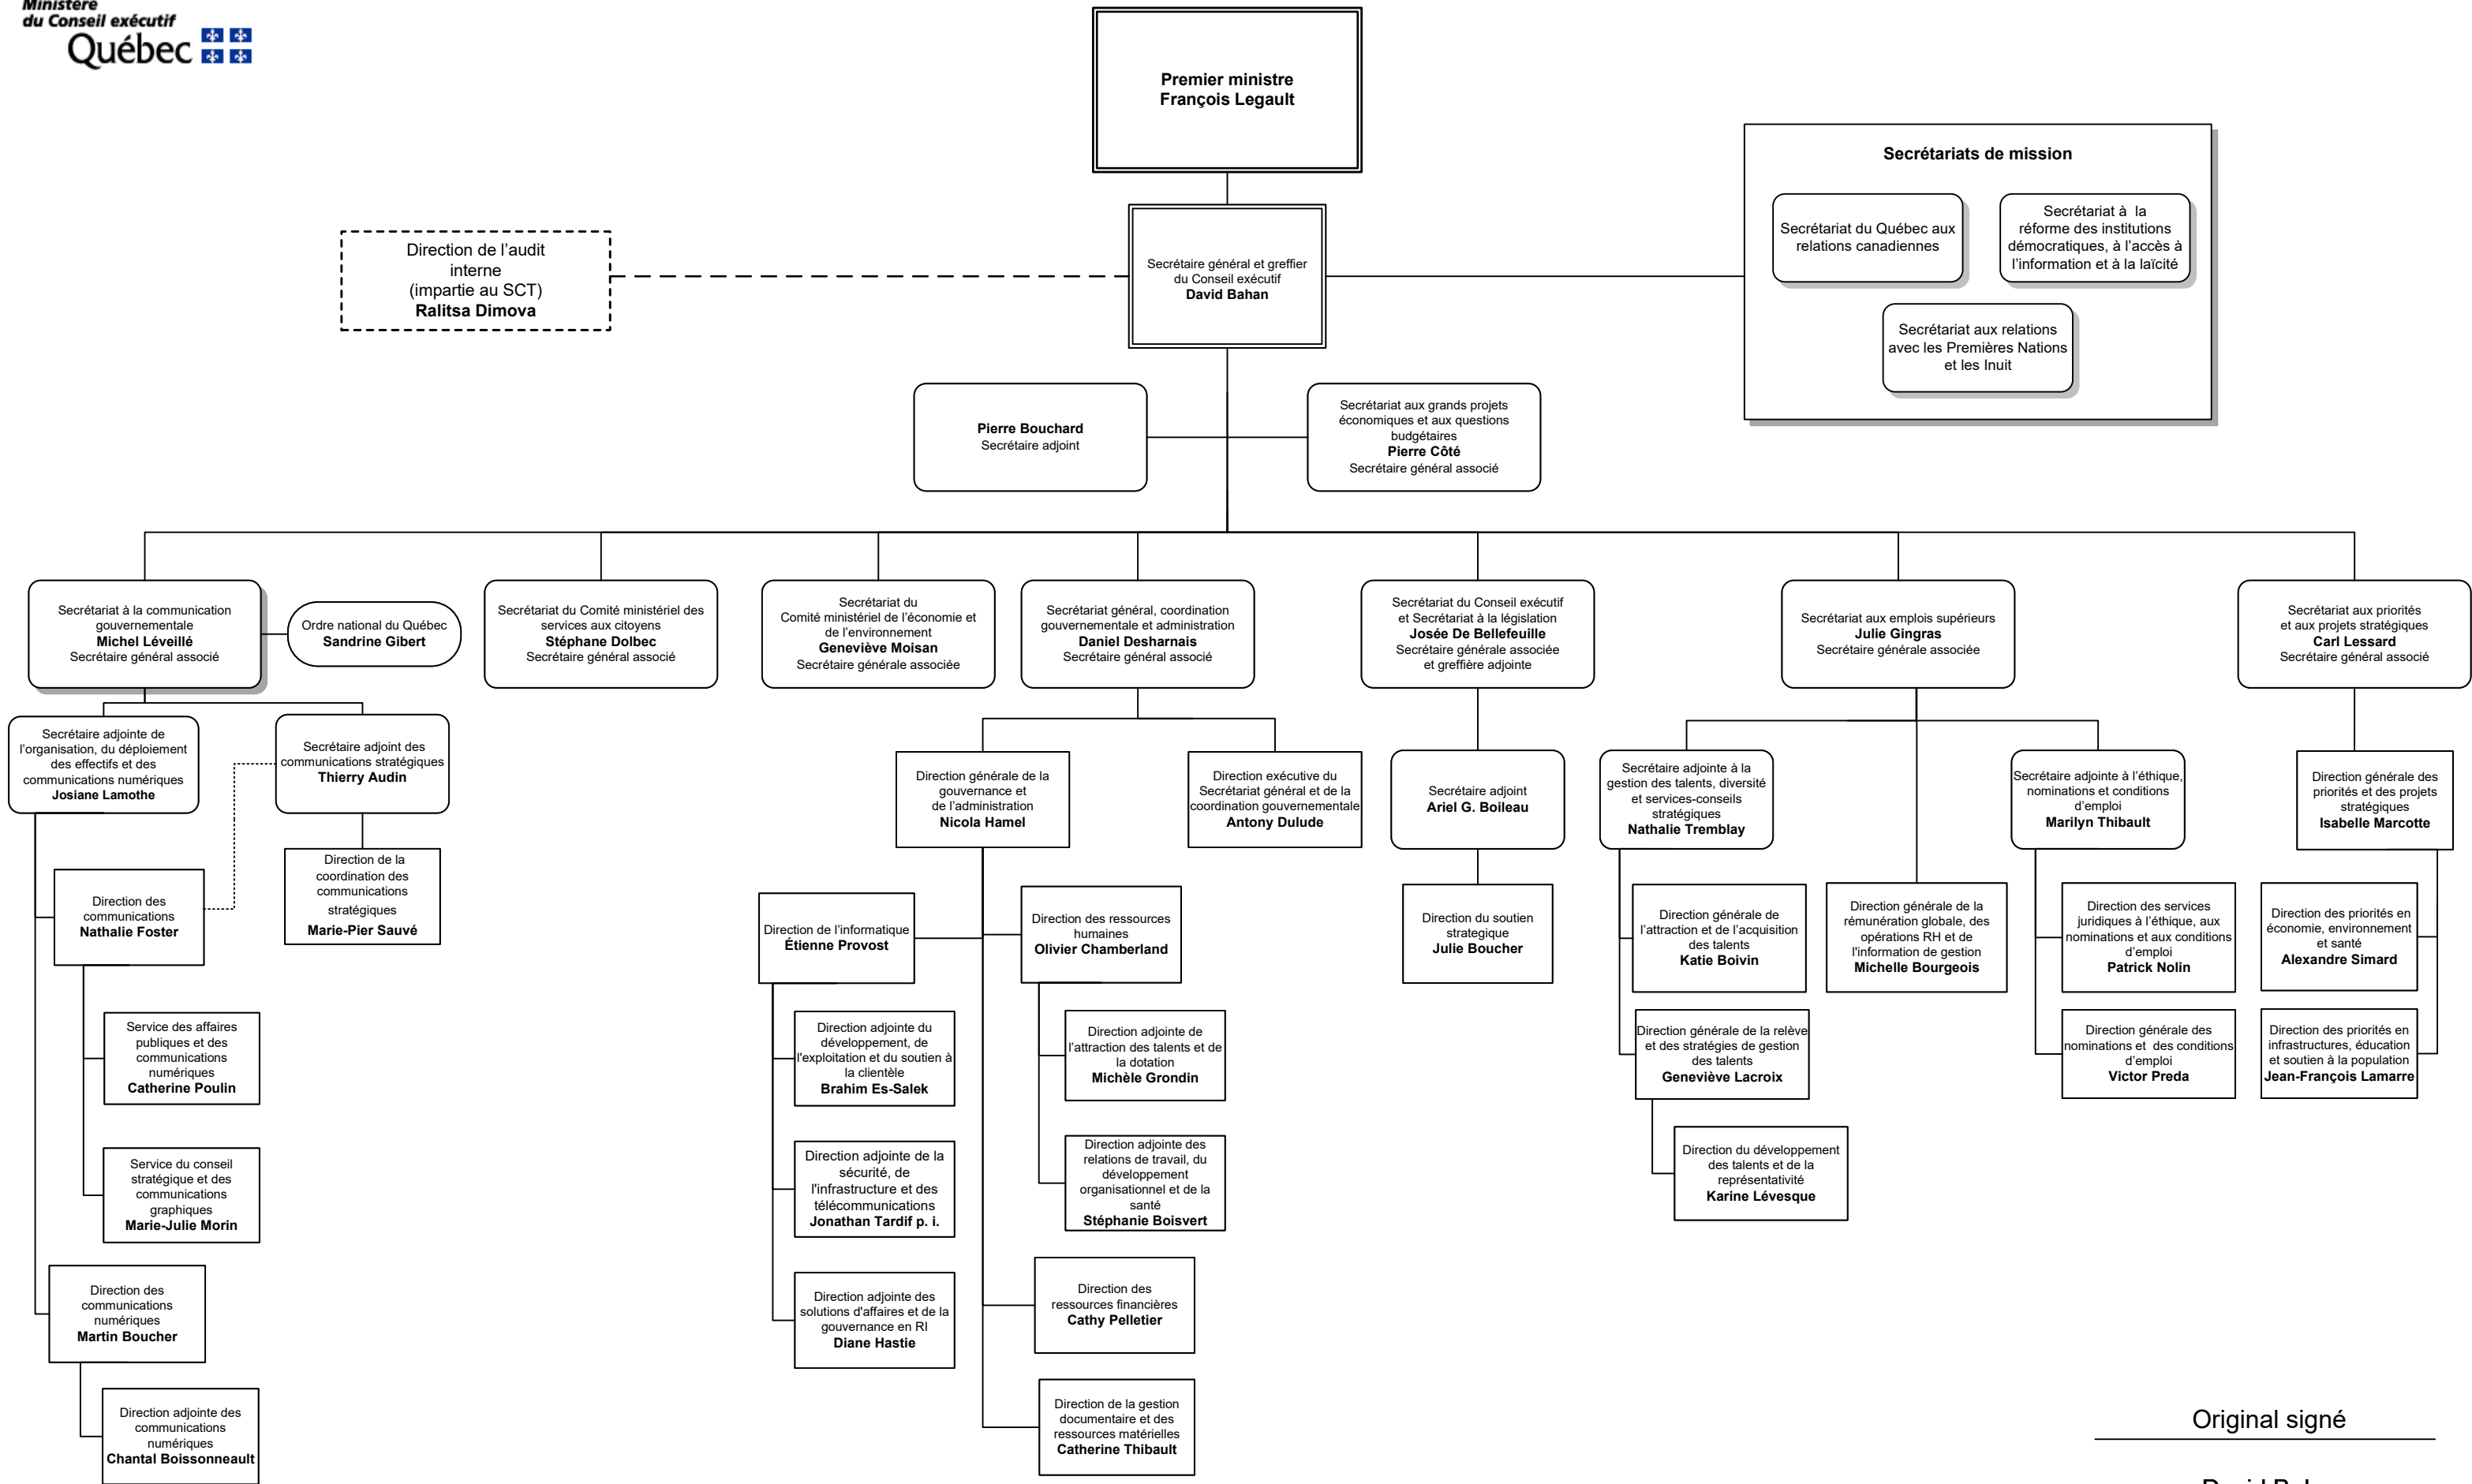 Ministère
du Conseil exécutif
Québec
Premier ministre
François Legault
Secrétariats de mission
Secrétariat du Québec aux
relations canadiennes
Secrétariat à  la
réforme des institutions
démocratiques, à l'accès à
l'information et à la laïcité
Secrétariat aux relations
avec les Premières Nations
et les Inuit
Direction de l'audit
interne
(impartie au SCT)
Ralitsa Dimova
Secrétaire général et greffier
du Conseil exécutif
David Bahan
Pierre Bouchard
Secrétaire adjoint
Secrétariat aux grands projets
économiques et aux questions
budgétaires
Pierre Côté
Secrétaire général associé
Secrétariat à la communication
gouvernementale
Michel Léveillé
Secrétaire général associé
Ordre national du Québec
Sandrine Gibert
Secrétariat du Comité ministériel des
services aux citoyens
Stéphane Dolbec
Secrétaire général associé
Secrétariat du
Comité ministériel de l'économie et
de l'environnement
Geneviève Moisan
Secrétaire générale associée
Secrétariat général, coordination
gouvernementale et administration
Daniel Desharnais
Secrétaire général associé
Secrétariat du Conseil exécutif
et Secrétariat à la législation
Josée De Bellefeuille
Secrétaire générale associée
et greffière adjointe
Secrétariat aux emplois supérieurs
Julie Gingras
Secrétaire générale associée
Secrétariat aux priorités
et aux projets stratégiques
Carl Lessard
Secrétaire général associé
Secrétaire adjointe de
l'organisation, du déploiement
des effectifs et des
communications numériques
Josiane Lamothe
Secrétaire adjoint des
communications stratégiques
Thierry Audin
Direction de la
coordination des
communications
stratégiques
Marie-Pier Sauvé
Direction des
communications
Nathalie Foster
Service des affaires
publiques et des
communications
numériques
Catherine Poulin
Service du conseil
stratégique et des
communications
graphiques
Marie-Julie Morin
Direction des
communications
numériques
Martin Boucher
Direction adjointe des
communications
numériques
Chantal Boissonneault
Direction générale de la
gouvernance et
de l'administration
Nicola Hamel
Direction exécutive du
Secrétariat général et de la
coordination gouvernementale
Antony Dulude
Direction de l'informatique
Étienne Provost
Direction adjointe du
développement, de
l'exploitation et du soutien à
la clientèle
Brahim Es-Salek
Direction adjointe de la
sécurité, de
l'infrastructure et des
télécommunications
Jonathan Tardif p. i.
Direction adjointe des
solutions d'affaires et de la
gouvernance en RI
Diane Hastie
Direction des ressources
humaines
Olivier Chamberland
Direction adjointe de
l'attraction des talents et de
la dotation
Michèle Grondin
Direction adjointe des
relations de travail, du
développement
organisationnel et de la
santé
Stéphanie Boisvert
Direction des
ressources financières
Cathy Pelletier
Direction de la gestion
documentaire et des
ressources matérielles
Catherine Thibault
Secrétaire adjoint
Ariel G. Boileau
Direction du soutien
strategique
Julie Boucher
Secrétaire adjointe à la
gestion des talents, diversité
et services-conseils
stratégiques
Nathalie Tremblay
Direction générale de
l'attraction et de l'acquisition
des talents
Katie Boivin
Direction générale de la relève
et des stratégies de gestion
des talents
Geneviève Lacroix
Direction du développement
des talents et de la
représentativité
Karine Lévesque
Direction générale de la
rémunération globale, des
opérations RH et de
l'information de gestion
Michelle Bourgeois
Secrétaire adjointe à l'éthique,
nominations et conditions
d'emploi
Marilyn Thibault
Direction des services
juridiques à l'éthique, aux
nominations et aux conditions
d'emploi
Patrick Nolin
Direction générale des
nominations et  des conditions
d'emploi
Victor Preda
Direction générale des
priorités et des projets
stratégiques
Isabelle Marcotte
Direction des priorités en
économie, environnement
et santé
Alexandre Simard
Direction des priorités en
infrastructures, éducation
et soutien à la population
Jean-François Lamarre
Original signé